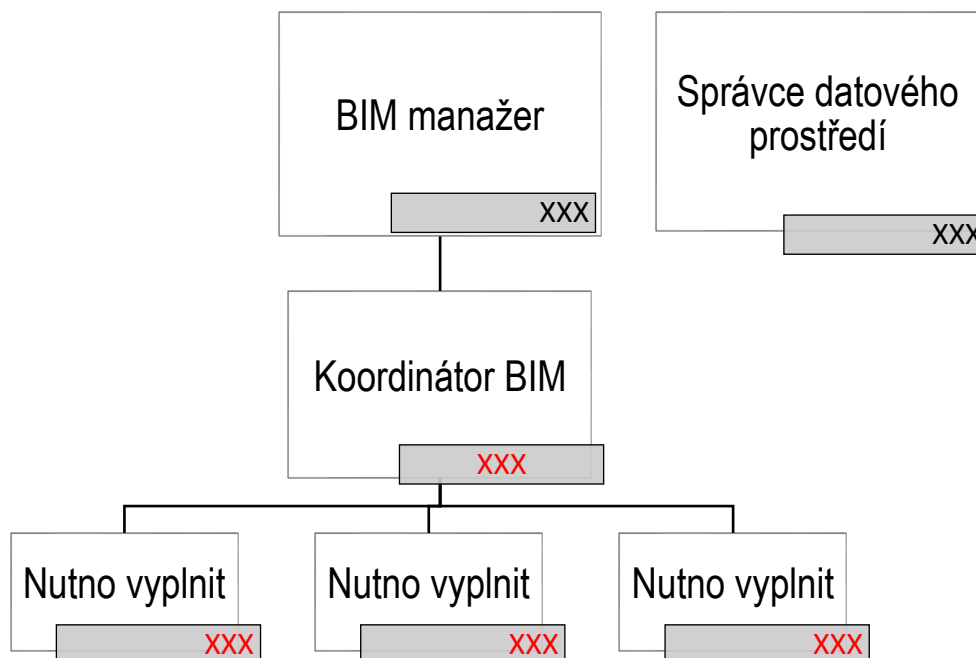 BIM manažer
XXX
Správce datového
prostředí
XXX
Koordinátor BIM
XXX
Nutno vyplnit
XXX
Nutno vyplnit
XXX
Nutno vyplnit
XXX